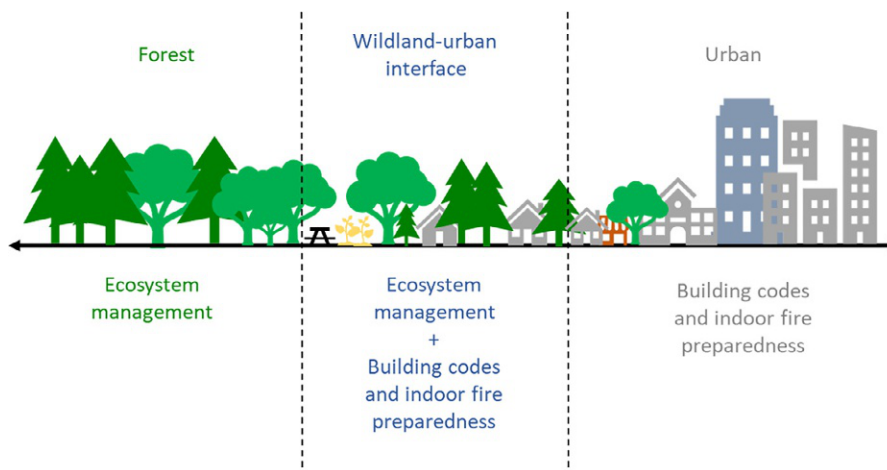 Forest
Wildland-urban
interface
Urban
Ecosystem
management
Ecosystem
management
+
Building codes
and indoor fire
preparedness
Building codes
and indoor fire
preparedness